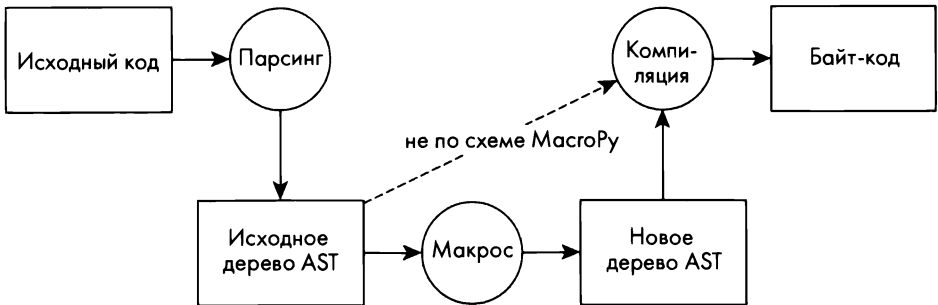 Исходный код
Парсинг
Компи-
ляция
Байт-код
не по схеме MacroPy
Исходное
дерево AST
Макрос
Новое
дерево AST